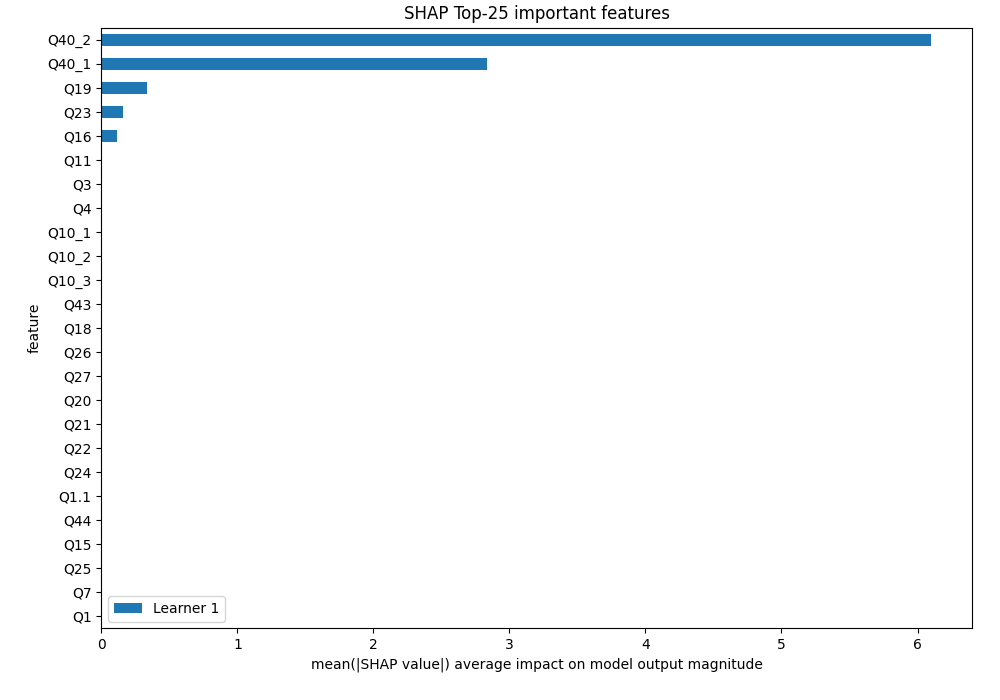 SHAP Top-25 important features
Q40_2
Q40_1
Q19
Q23
Q16
Q11
Q3
Q4
Q10_1
Q10_2
Q10_3
Q43
Q18
Q26
Q27
Q20
Q21
Q22
Q24
Q1.1
Q44
Q15
Q25
Q7
Q1
feature
Learner 1
0 1 2 3 4 5 6
mean(|SHAP value|) average impact on model output magnitude